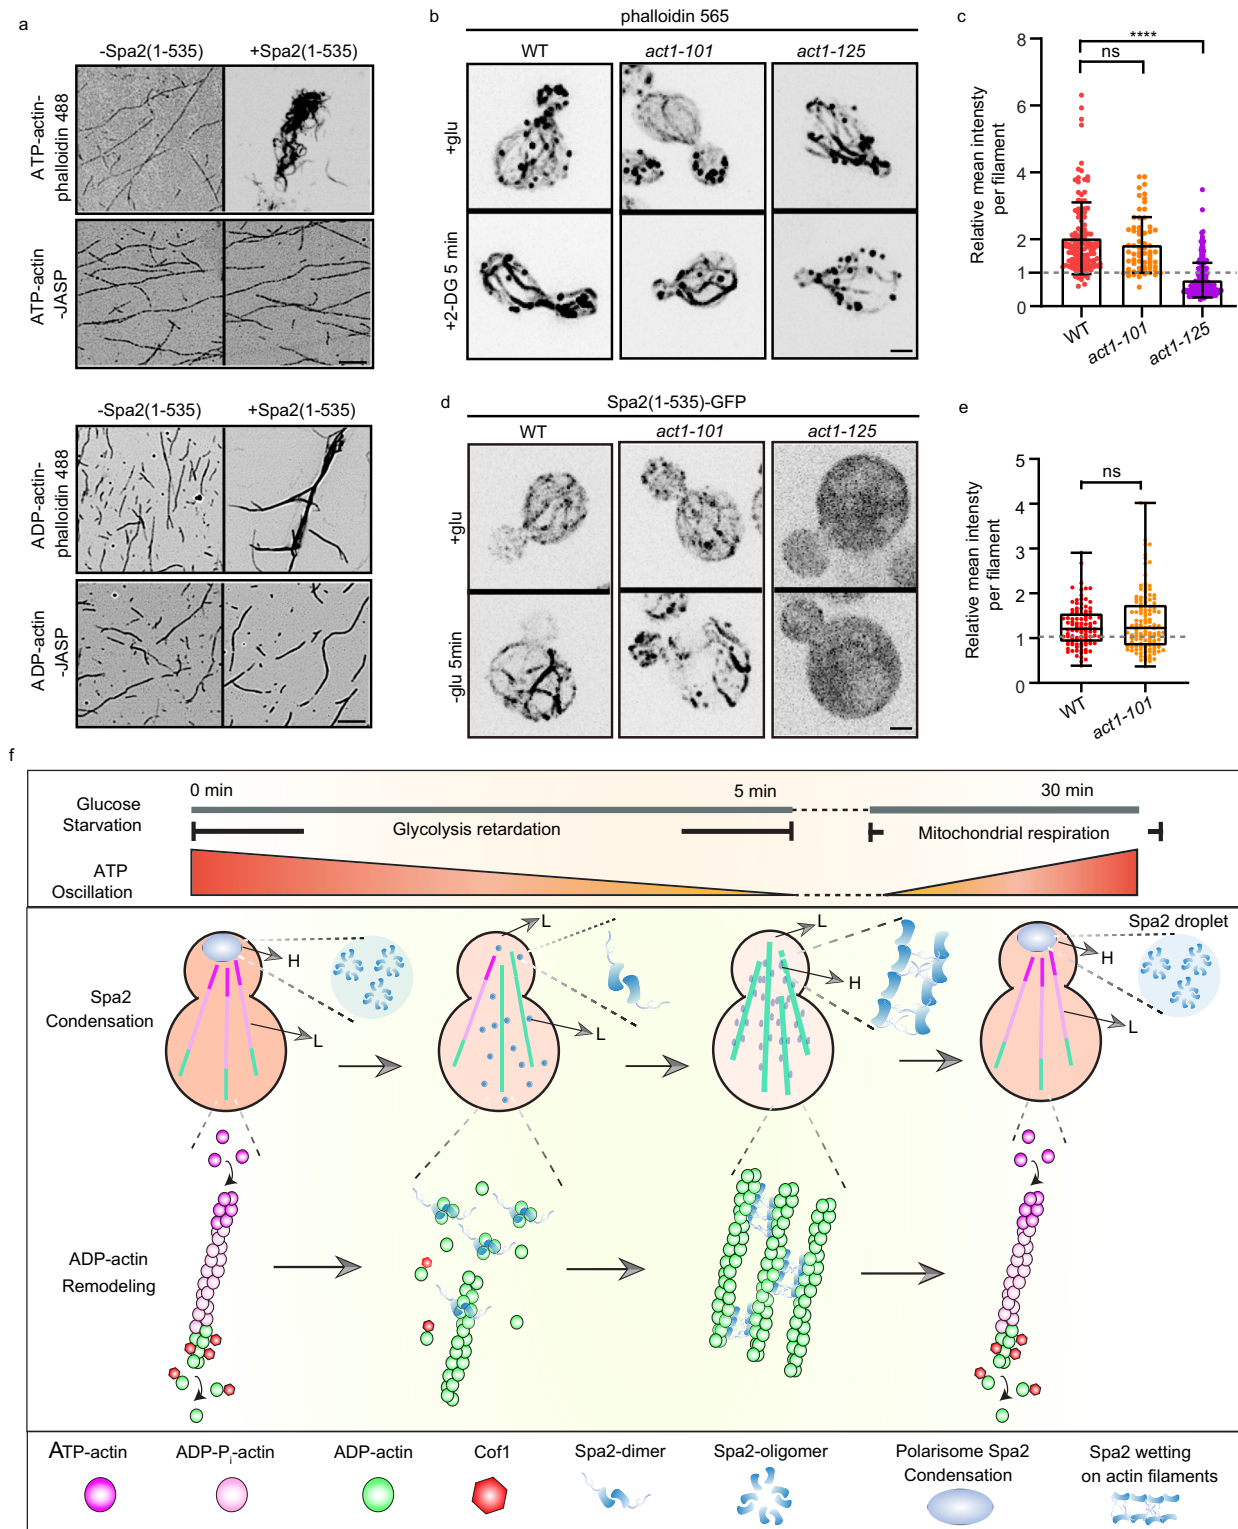 a
-Spa2(1-535)
+Spa2(1-535)
ATP-actin-
phalloidin 488
ATP-actin
-JASP
-Spa2(1-535)
+Spa2(1-535)
ADP-actin-
phalloidin 488
ADP-actin
-JASP
b
phalloidin 565
WT
act1-101
act1-125
+glu
+2-DG 5 min
c
Relative mean intensty
per filament
8
6
4
2
1
0
****
ns
WT
act1-101
act1-125
d
Spa2(1-535)-GFP
WT
act1-101
act1-125
+glu
-glu 5min
e
Relative mean intensty
per filament
5
4
3
2
1
0
ns
WT
act1-101
f
Glucose
Starvation
0 min
5 min
30 min
Glycolysis retardation
Mitochondrial respiration
ATP
Oscillation
Spa2
Condensation
H
L
L
L
L
H
Spa2 droplet
H
L
ADP-actin
Remodeling
ATP-actin
ADP-Pi-actin
ADP-actin
Cof1
Spa2-dimer
Spa2-oligomer
Polarisome Spa2
Condensation
Spa2 wetting
on actin filaments